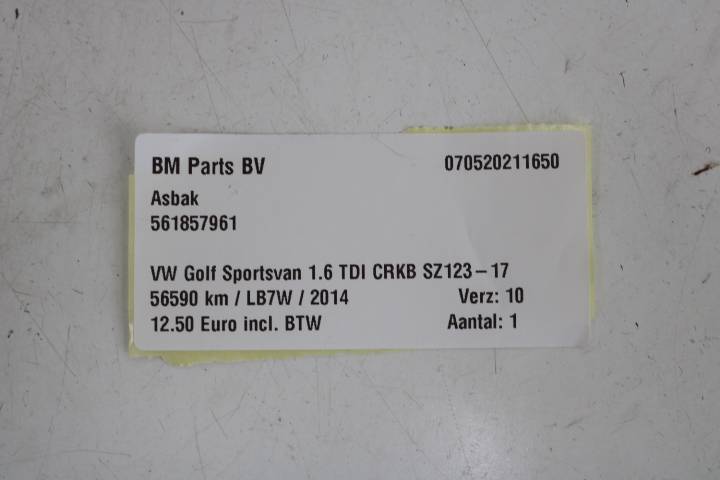 BM Parts BV 070520211650
Asbak
561857961
VW Golf Sportsvan 1.6 TDI CRKB SZ123-17
56590 km / LB7W / 2014 Verz: 10
12.50 Euro incl. BTW Aantal: 1